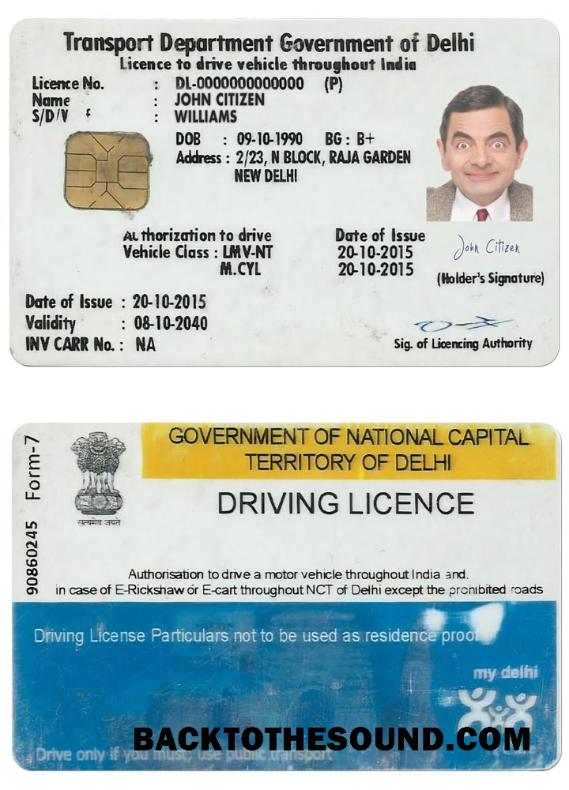 Transport Department Government of Delhi
Licence to drive vehicle throughout India
Licence No. : DL-0000000000000 (P)
Name : JOHN CITIZEN
S/D/V : WILLIAMS
DOB : 09-10-1990 BG : B+
Address : 2/23, N BLOCK, RAJA GARDEN
NEW DELHI
Authorization to drive Date of Issue
Vehicle Class : LMV-NT 20-10-2015
M.CYL 20-10-2015
John Citizen
(Holder's Signature)
Date of Issue : 20-10-2015
Validity : 08-10-2040
INV CARR No. : NA
Sig. of Licencing Authority
90860245 Form-7
सत्यमेव जयते
GOVERNMENT OF NATIONAL CAPITAL
TERRITORY OF DELHI
DRIVING LICENCE
Authorisation to drive a motor vehicle throughout India and.
in case of E-Rickshaw or E-cart throughout NCT of Delhi except the pronibited roads
Driving License Particulars not to be used as residence proof
my delhi
BACKTOTHESOUND.COM
Drive only if you must, use public transport